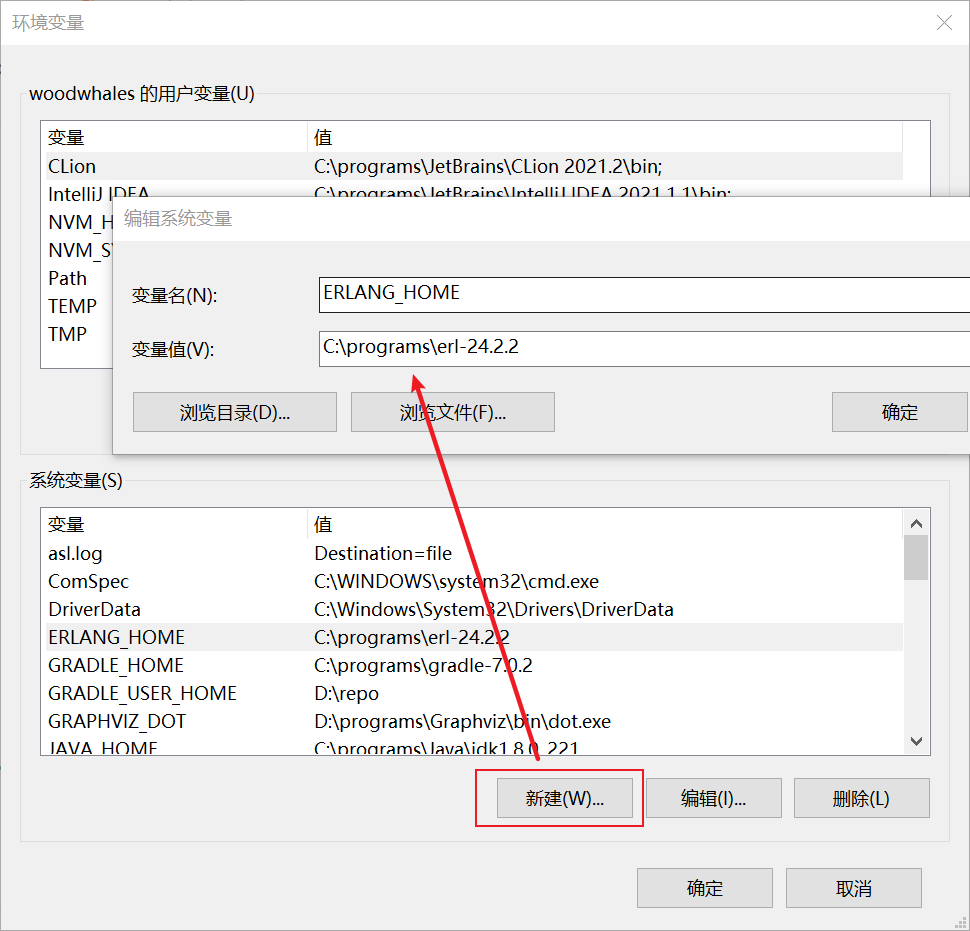 环境变量
woodwhales 的用户变量(U)
变量 值
CLion C:\programs\JetBrains\CLion 2021.2\bin;
IntelliJ IDEA C:\programs\JetBrains\IntelliJ IDEA 2021.1.1\bin;
NVM_H
NVM_S
Path
TEMP
TMP
编辑系统变量
变量名(N): ERLANG_HOME
变量值(V): C:\programs\erl-24.2.2
浏览目录(D)... 浏览文件(F)... 确定
系统变量(S)
变量 值
asl.log Destination=file
ComSpec C:\WINDOWS\system32\cmd.exe
DriverData C:\Windows\System32\Drivers\DriverData
ERLANG_HOME C:\programs\erl-24.2.2
GRADLE_HOME C:\programs\gradle-7.0.2
GRADLE_USER_HOME D:\repo
GRAPHVIZ_DOT D:\programs\Graphviz\bin\dot.exe
JAVA_HOME C:\programs\Java\jdk1.8.0_221
新建(W)... 编辑(I)... 删除(L)
确定 取消